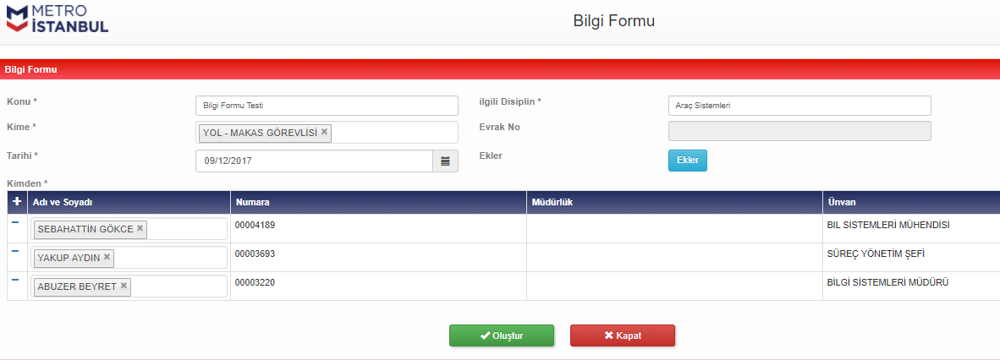 METRO
İSTANBUL
Bilgi Formu
Bilgi Formu
Konu * Bilgi Formu Testi ilgili Disiplin * Araç Sistemleri
Kime * YOL - MAKAS GÖREVLİSİ × Evrak No
Tarihi * 09/12/2017 Ekler Ekler
Kimden *
+ Adı ve Soyadı Numara Müdürlük Ünvan
− SEBAHATTİN GÖKCE × 00004189 BIL SİSTEMLERİ MÜHENDİSİ
− YAKUP AYDIN × 00003693 SÜREÇ YÖNETİM ŞEFİ
− ABUZER BEYRET × 00003220 BİLGİ SİSTEMLERİ MÜDÜRÜ
✔ Oluştur ✖ Kapat